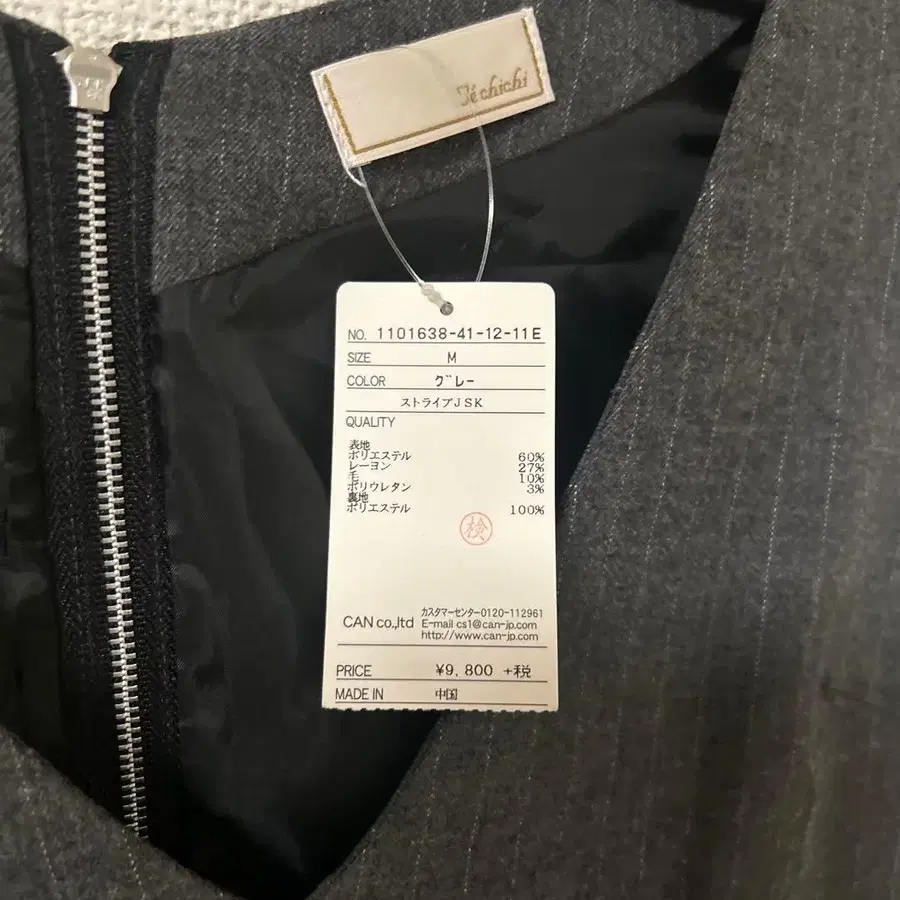 Té chichi
NO. 1101638-41-12-11E
SIZE M
COLOR グレー
ストライプJSK
QUALITY
表地
ポリエステル 60%
レーヨン 27%
毛 10%
ポリウレタン 3%
裏地
ポリエステル 100%
検
カスタマーセンター0120-112961
CAN co.,ltd E-mail cs1@can-jp.com
http://www.can-jp.com
PRICE ¥9,800 +税
MADE IN 中国